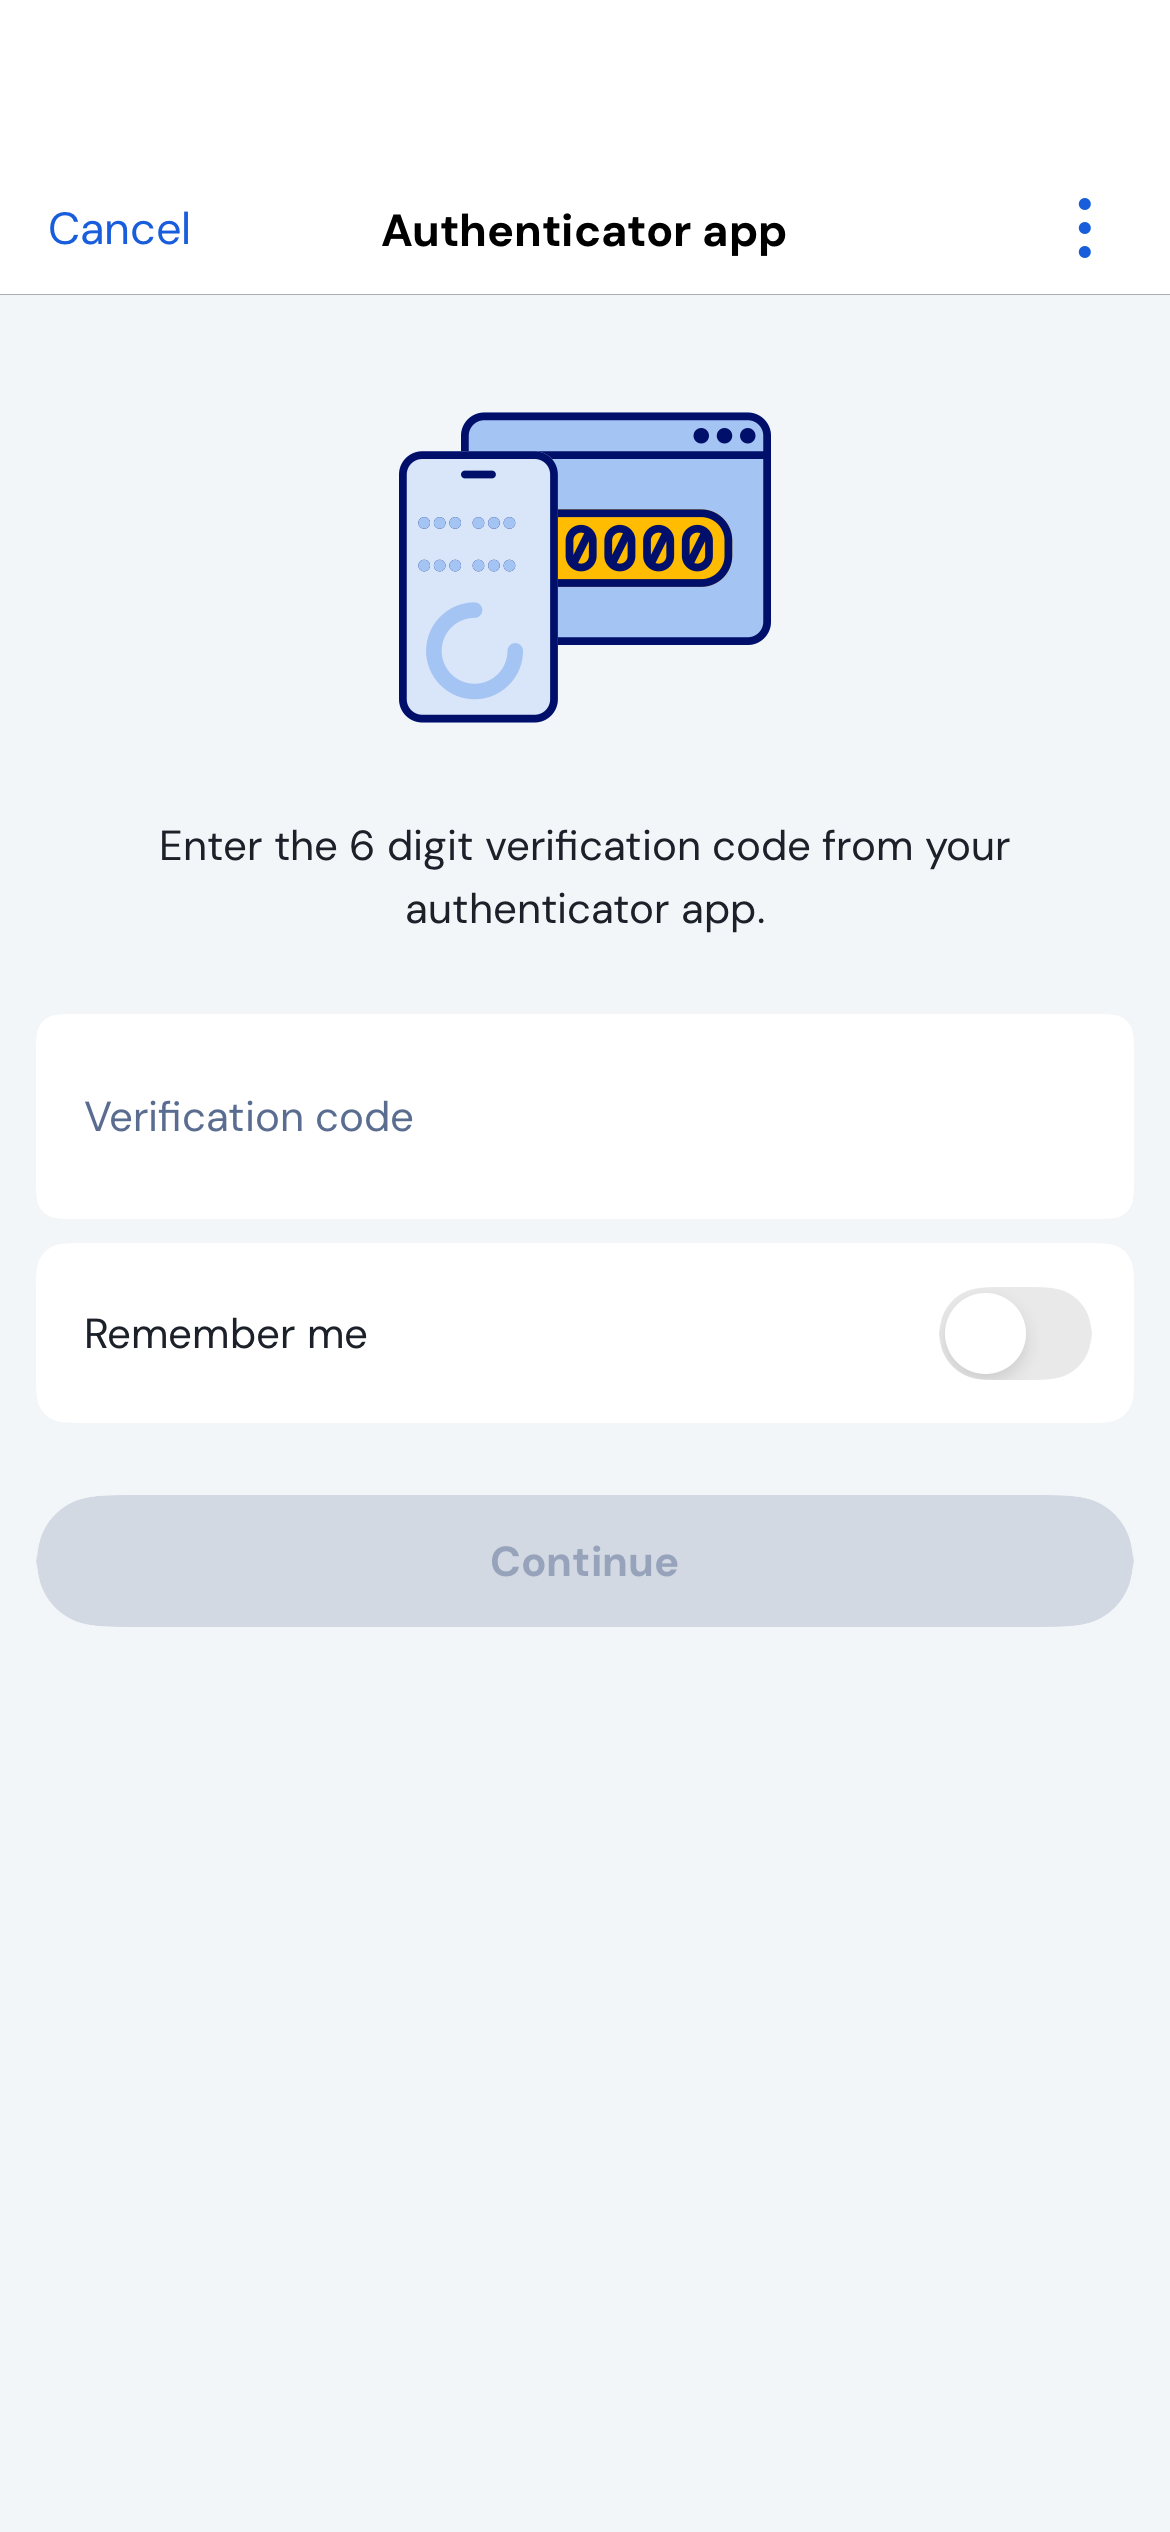 Cancel
Authenticator app
0000
Enter the 6 digit verification code from your
authenticator app.
Verification code
Remember me
Continue